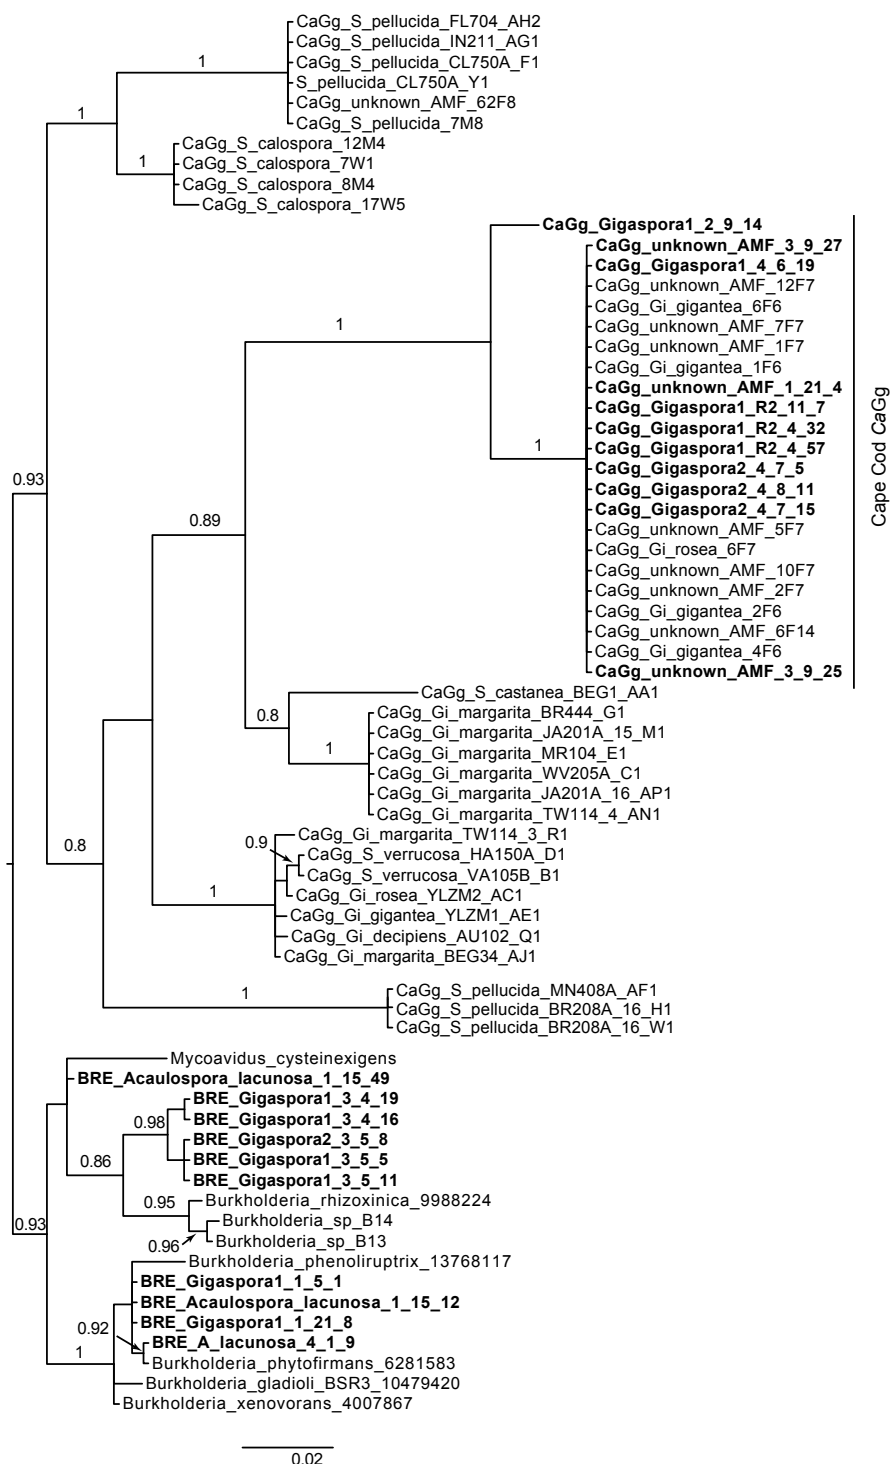 CaGg_S_pellucida_FL704_AH2
CaGg_S_pellucida_IN211_AG1
1
CaGg_S_pellucida_CL750A_F1
S_pellucida_CL750A_Y1
CaGg_unknown_AMF_62F8
1
CaGg_S_pellucida_7M8
CaGg_S_calospora_12M4
1
CaGg_S_calospora_7W1
CaGg_S_calospora_8M4
CaGg_S_calospora_17W5
CaGg_Gigaspora1_2_9_14
CaGg_unknown_AMF_3_9_27
CaGg_Gigaspora1_4_6_19
CaGg_unknown_AMF_12F7
CaGg_Gi_gigantea_6F6
1
CaGg_unknown_AMF_7F7
CaGg_unknown_AMF_1F7
CaGg_Gi_gigantea_1F6
CaGg_unknown_AMF_1_21_4
CaGg_Gigaspora1_R2_11_7
CaGg_Gigaspora1_R2_4_32
1
CaGg_Gigaspora1_R2_4_57
CaGg_Gigaspora2_4_7_5
0.93
CaGg_Gigaspora2_4_8_11
CaGg_Gigaspora2_4_7_15
0.89
CaGg_unknown_AMF_5F7
CaGg_Gi_rosea_6F7
CaGg_unknown_AMF_10F7
CaGg_unknown_AMF_2F7
CaGg_Gi_gigantea_2F6
CaGg_unknown_AMF_6F14
CaGg_Gi_gigantea_4F6
CaGg_unknown_AMF_3_9_25
Cape Cod CaGg
CaGg_S_castanea_BEG1_AA1
0.8
CaGg_Gi_margarita_BR444_G1
CaGg_Gi_margarita_JA201A_15_M1
1
CaGg_Gi_margarita_MR104_E1
CaGg_Gi_margarita_WV205A_C1
CaGg_Gi_margarita_JA201A_16_AP1
CaGg_Gi_margarita_TW114_4_AN1
CaGg_Gi_margarita_TW114_3_R1
0.9
0.8
CaGg_S_verrucosa_HA150A_D1
CaGg_S_verrucosa_VA105B_B1
1
CaGg_Gi_rosea_YLZM2_AC1
CaGg_Gi_gigantea_YLZM1_AE1
CaGg_Gi_decipiens_AU102_Q1
CaGg_Gi_margarita_BEG34_AJ1
1
CaGg_S_pellucida_MN408A_AF1
CaGg_S_pellucida_BR208A_16_H1
CaGg_S_pellucida_BR208A_16_W1
Mycoavidus_cysteinexigens
BRE_Acaulospora_lacunosa_1_15_49
BRE_Gigaspora1_3_4_19
0.98
BRE_Gigaspora1_3_4_16
BRE_Gigaspora2_3_5_8
0.86
BRE_Gigaspora1_3_5_5
BRE_Gigaspora1_3_5_11
0.95
Burkholderia_rhizoxinica_9988224
0.93
Burkholderia_sp_B14
0.96
Burkholderia_sp_B13
Burkholderia_phenoliruptrix_13768117
BRE_Gigaspora1_1_5_1
BRE_Acaulospora_lacunosa_1_15_12
0.92
BRE_Gigaspora1_1_21_8
BRE_A_lacunosa_4_1_9
1
Burkholderia_phytofirmans_6281583
Burkholderia_gladioli_BSR3_10479420
Burkholderia_xenovorans_4007867
0.02